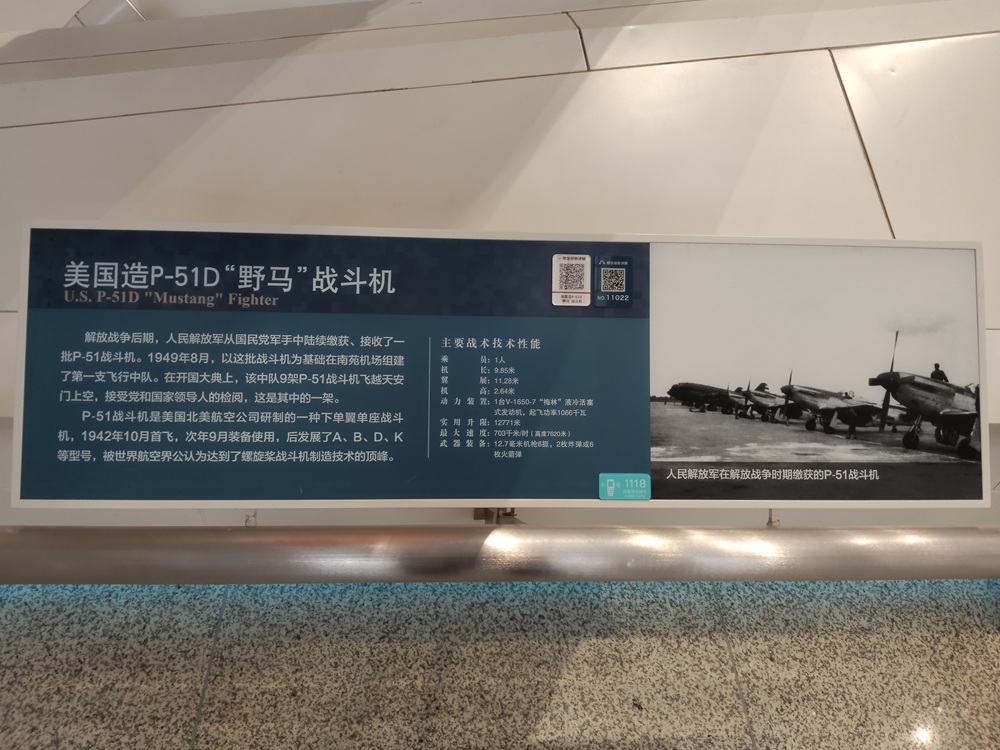 美国造P-51D“野马”战斗机
U.S. P-51D "Mustang" Fighter
解放战争后期，人民解放军从国民党军手中陆续缴获、接收了一
批P-51战斗机。1949年8月，以这批战斗机为基础在南苑机场组建
了第一支飞行中队。在开国大典上，该中队9架P-51战斗机飞越天安
门上空，接受党和国家领导人的检阅，这是其中的一架。
P-51战斗机是美国北美航空公司研制的一种下单翼单座战斗
机，1942年10月首飞，次年9月装备使用，后发展了A、B、D、K
等型号，被世界航空界公认为达到了螺旋桨战斗机制造技术的顶峰。
主要战术技术性能
乘员：1人
机长：9.85米
翼展：11.28米
机高：2.64米
动力装置：1台V-1650-7“梅林”液冷活塞
式发动机，起飞功率1066千瓦
实用升限：12771米
最大速度：703千米/时（高度7620米）
武器装备：12.7毫米机枪6挺，2枚炸弹或6
枚火箭弹
NO.11022
1118
人民解放军在解放战争时期缴获的P-51战斗机